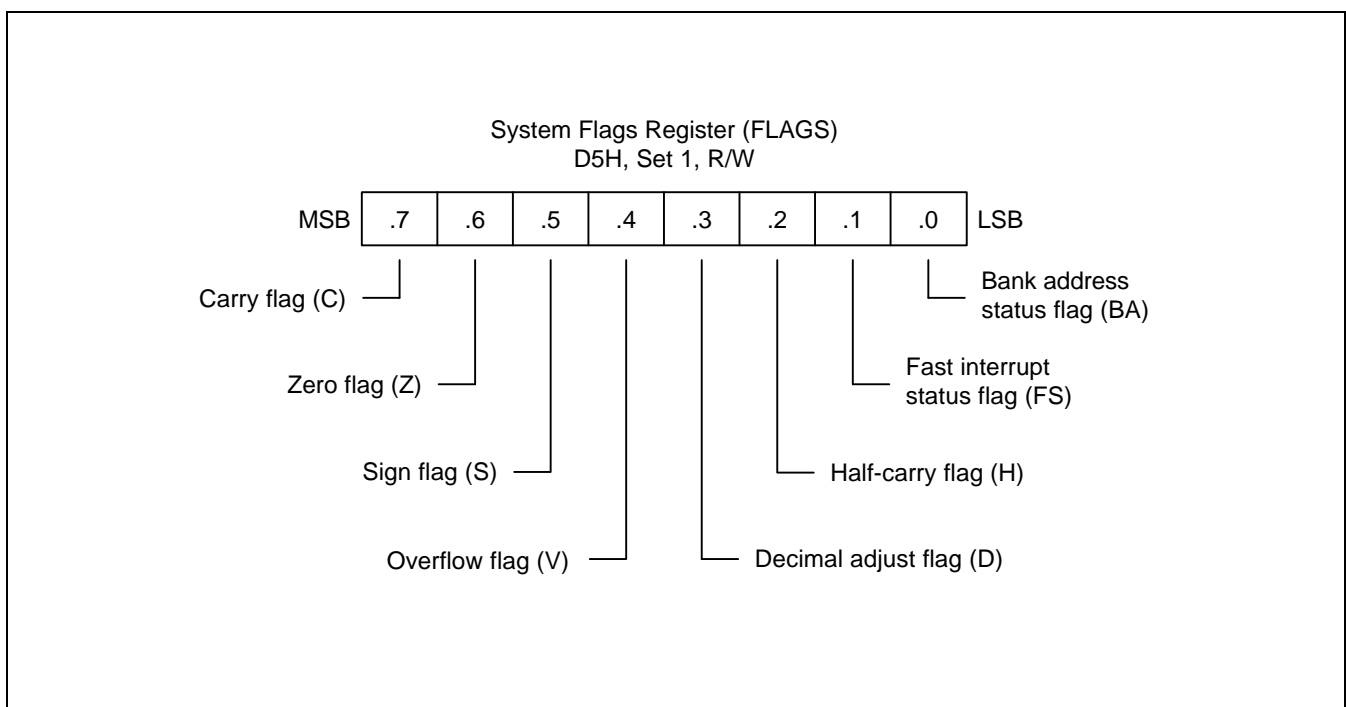 System Flags Register (FLAGS)
D5H, Set 1, R/W
MSB .7 .6 .5 .4 .3 .2 .1 .0 LSB
Carry flag (C)
Bank address
status flag (BA)
Zero flag (Z)
Fast interrupt
status flag (FS)
Sign flag (S)
Half-carry flag (H)
Overflow flag (V)
Decimal adjust flag (D)